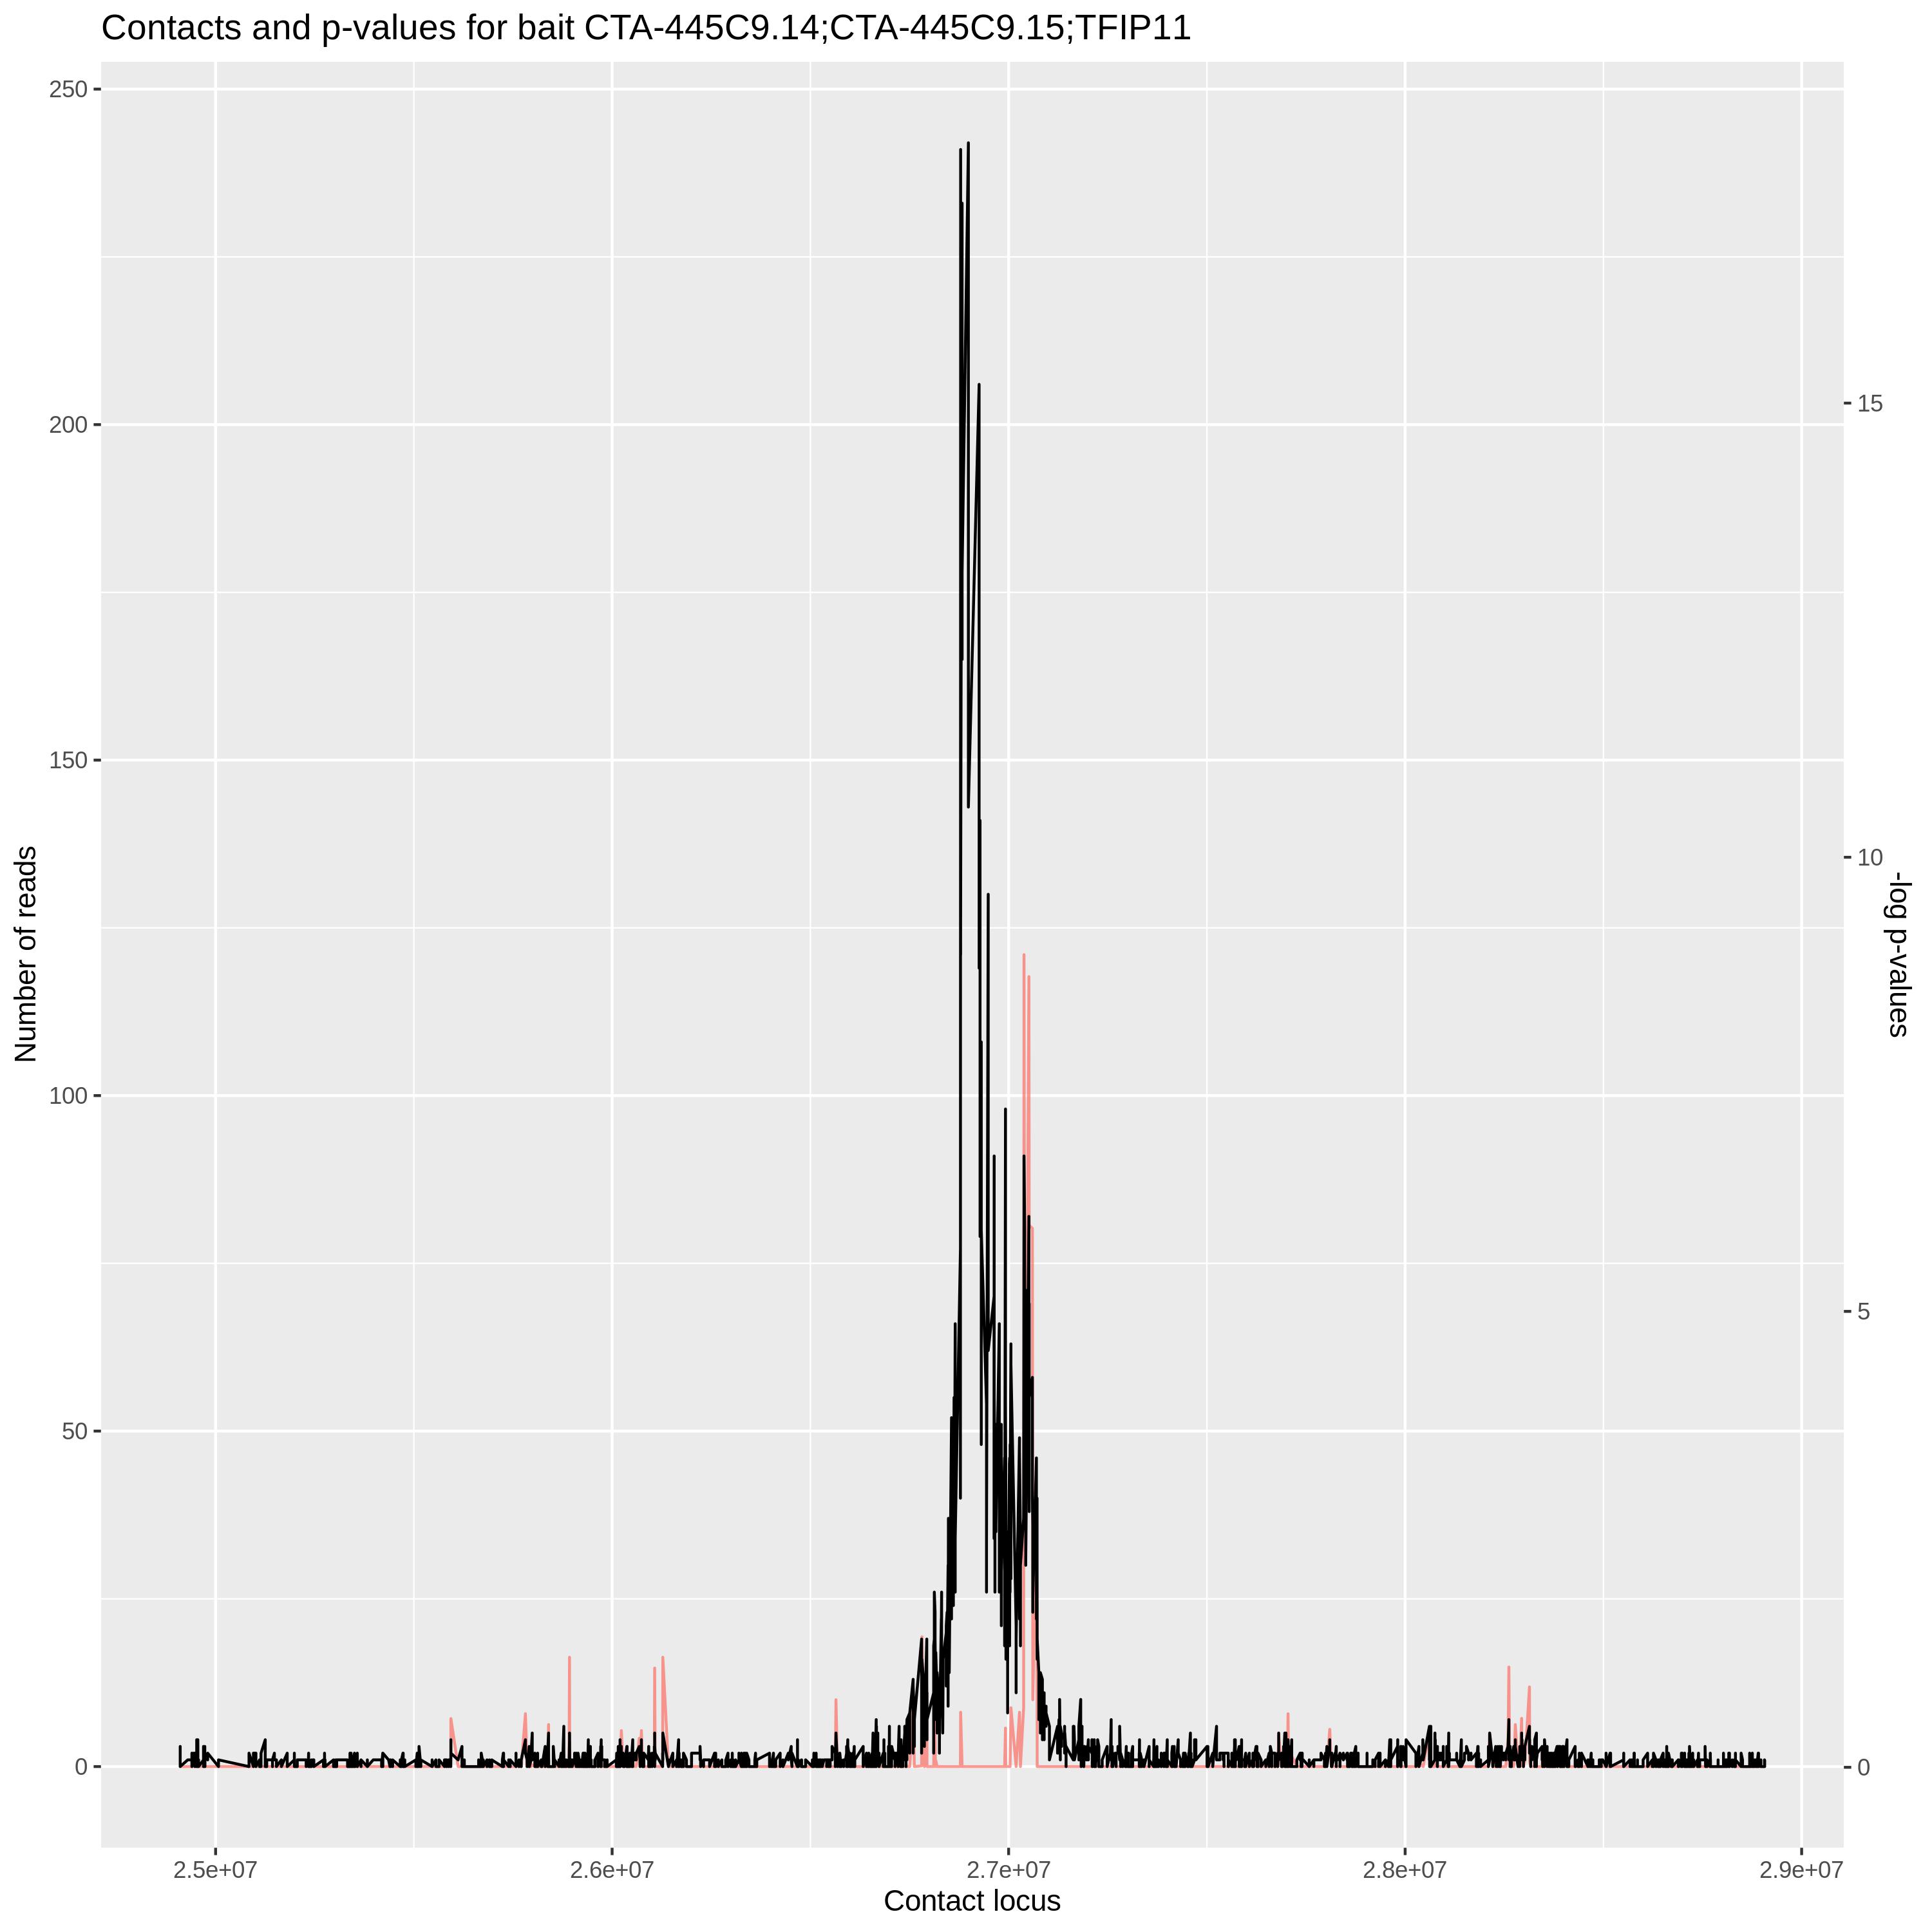 Contacts and p-values for bait CTA-445C9.14;CTA-445C9.15;TFIP11
250
200
150
100
50
0
Number of reads
15
10
5
0
-log p-values
2.5e+07
2.6e+07
2.7e+07
2.8e+07
2.9e+07
Contact locus